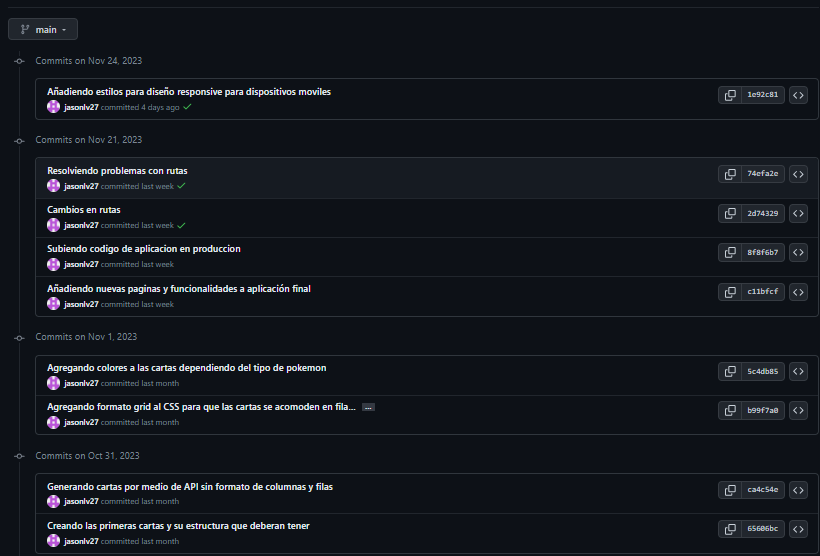 main
Commits on Nov 24, 2023
Añadiendo estilos para diseño responsive para dispositivos moviles
1e92c81
jasonlv27 committed 4 days ago
Commits on Nov 21, 2023
Resolviendo problemas con rutas
74efa2e
jasonlv27 committed last week
Cambios en rutas
2d74329
jasonlv27 committed last week
Subiendo codigo de aplicacion en produccion
8f8f6b7
jasonlv27 committed last week
Añadiendo nuevas paginas y funcionalidades a aplicación final
c11bfcf
jasonlv27 committed last week
Commits on Nov 1, 2023
Agregando colores a las cartas dependiendo del tipo de pokemon
5c4db85
jasonlv27 committed last month
Agregando formato grid al CSS para que las cartas se acomoden en fila... ...
b99f7a0
jasonlv27 committed last month
Commits on Oct 31, 2023
Generando cartas por medio de API sin formato de columnas y filas
ca4c54e
jasonlv27 committed last month
Creando las primeras cartas y su estructura que deberan tener
65606bc
jasonlv27 committed last month